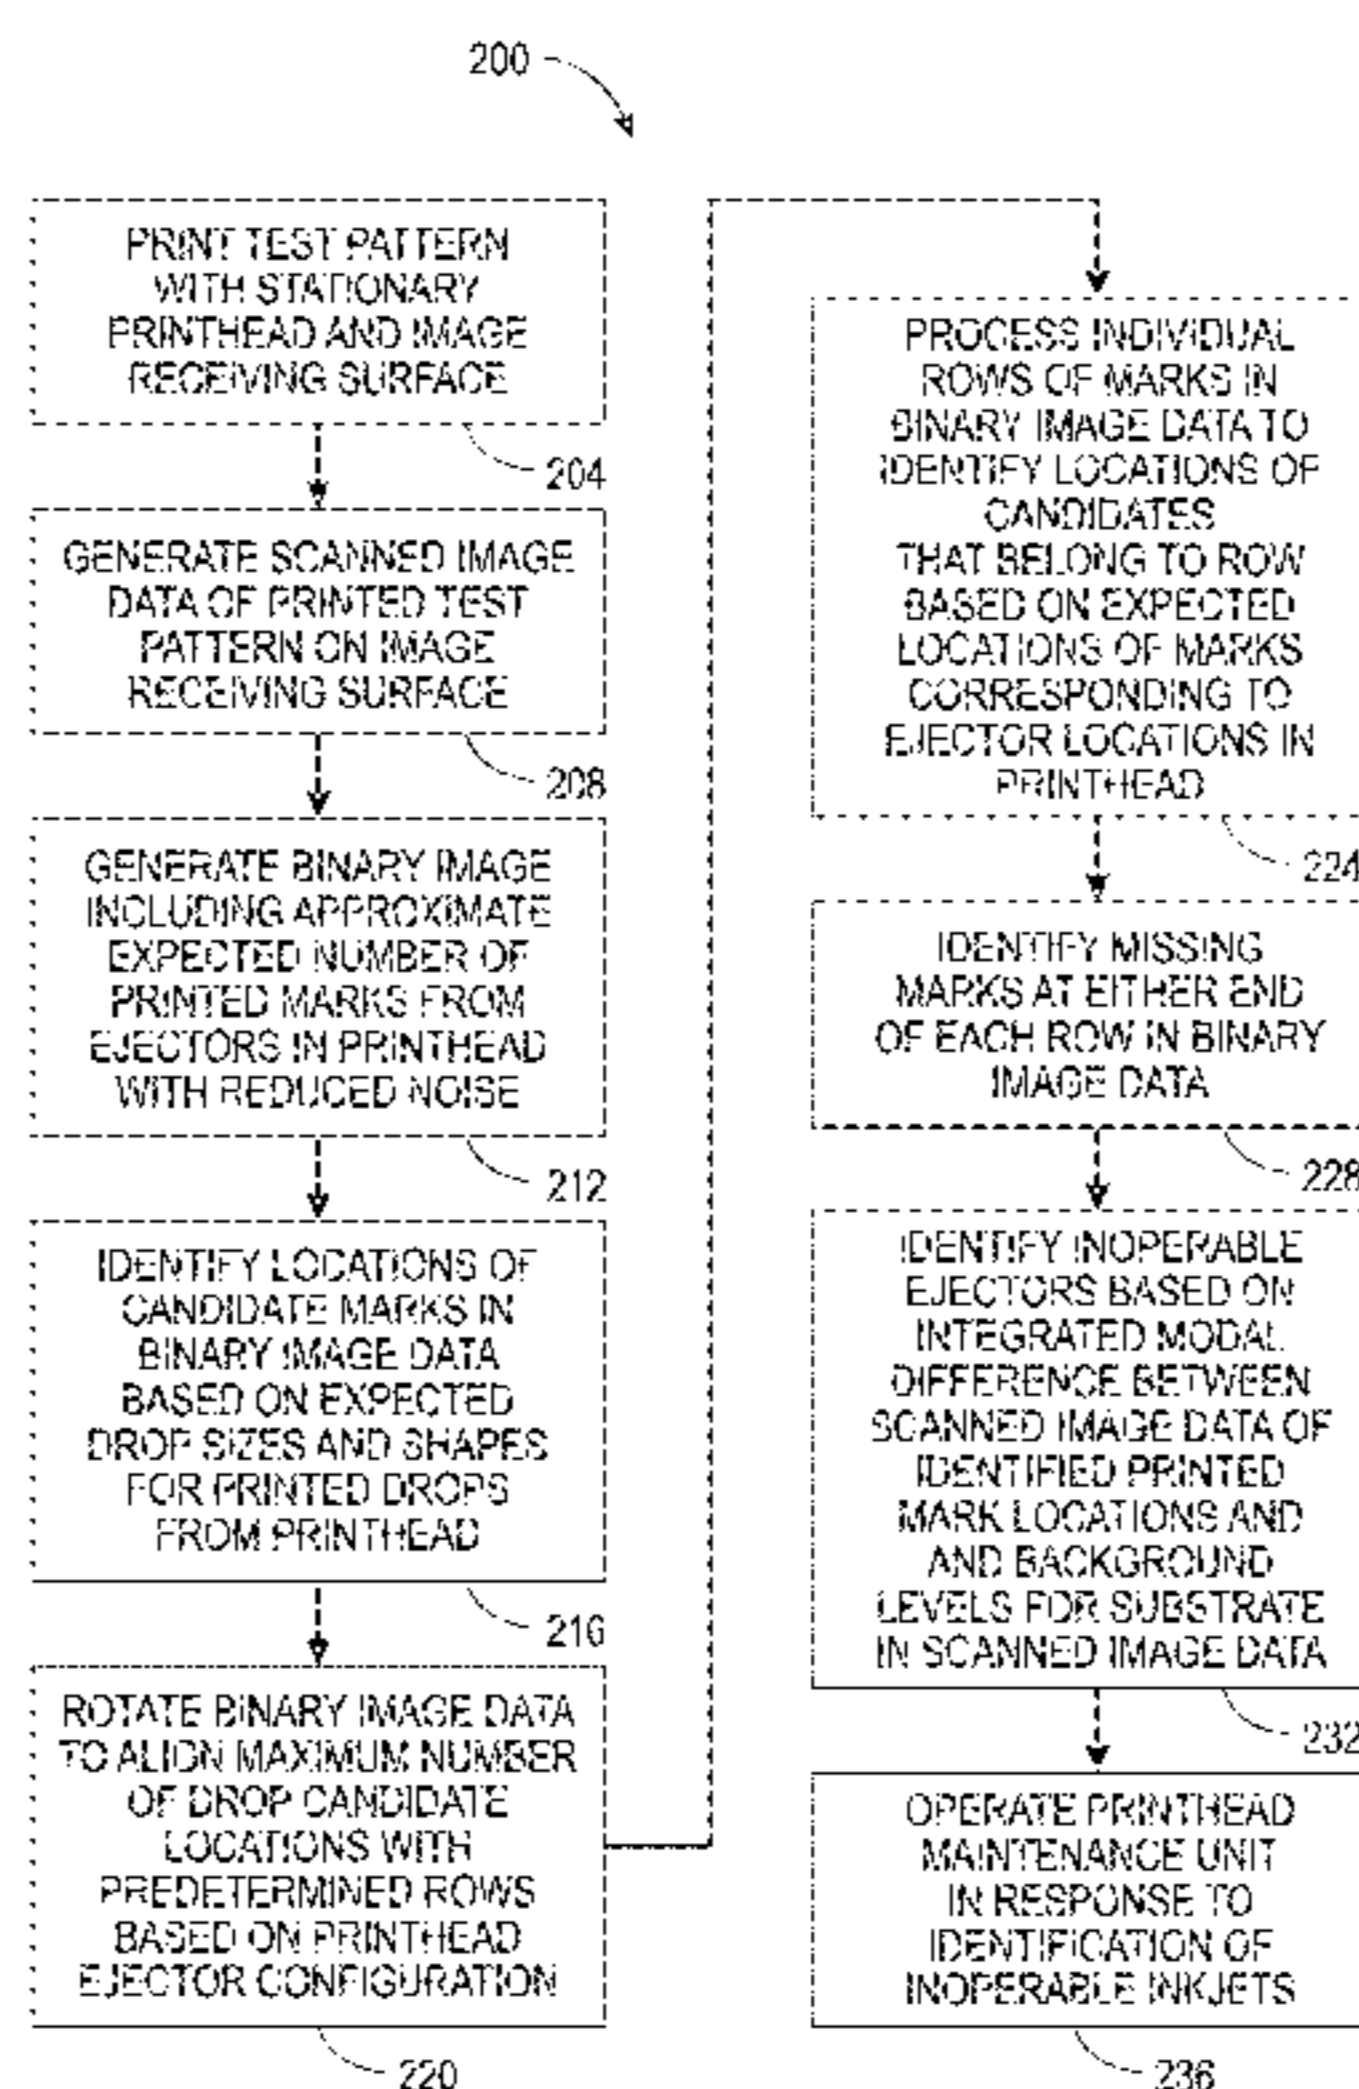 200
PRINT TEST PATTERN
WITH STATIONARY
PRINTHEAD AND IMAGE
RECEIVING SURFACE
204
GENERATE SCANNED IMAGE
DATA OF PRINTED TEST
PATTERN ON IMAGE
RECEIVING SURFACE
208
GENERATE BINARY IMAGE
INCLUDING APPROXIMATE
EXPECTED NUMBER OF
PRINTED MARKS FROM
EJECTORS IN PRINTHEAD
WITH REDUCED NOISE
212
IDENTIFY LOCATIONS OF
CANDIDATE MARKS IN
BINARY IMAGE DATA
BASED ON EXPECTED
DROP SIZES AND SHAPES
FOR PRINTED DROPS
FROM PRINTHEAD
216
ROTATE BINARY IMAGE DATA
TO ALIGN MAXIMUM NUMBER
OF DROP CANDIDATE
LOCATIONS WITH
PREDETERMINED ROWS
BASED ON PRINTHEAD
EJECTOR CONFIGURATION
220
PROCESS INDIVIDUAL
ROWS OF MARKS IN
BINARY IMAGE DATA TO
IDENTIFY LOCATIONS OF
CANDIDATES
THAT BELONG TO ROW
BASED ON EXPECTED
LOCATIONS OF MARKS
CORRESPONDING TO
EJECTOR LOCATIONS IN
PRINTHEAD
224
IDENTIFY MISSING
MARKS AT EITHER END
OF EACH ROW IN BINARY
IMAGE DATA
228
IDENTIFY INOPERABLE
EJECTORS BASED ON
INTEGRATED MODAL
DIFFERENCE BETWEEN
SCANNED IMAGE DATA OF
IDENTIFIED PRINTED
MARK LOCATIONS AND
AND BACKGROUND
LEVELS FOR SUBSTRATE
IN SCANNED IMAGE DATA
232
OPERATE PRINTHEAD
MAINTENANCE UNIT
IN RESPONSE TO
IDENTIFICATION OF
INOPERABLE INKJETS
236